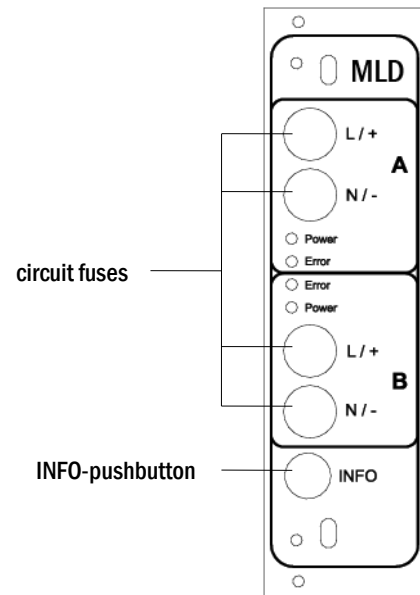 MLD
L / +
A
N / -
Power
Error
circuit fuses
Error
Power
L / +
B
N / -
INFO-pushbutton
INFO